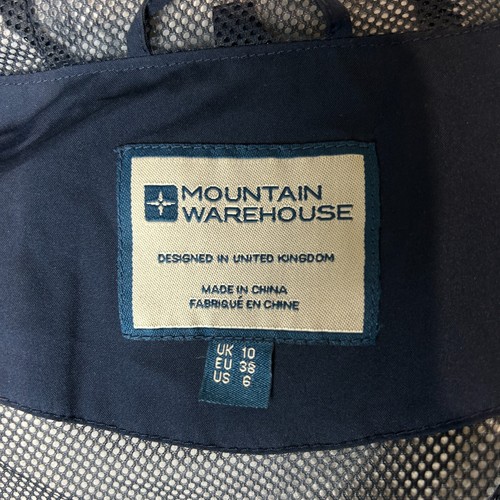 MOUNTAIN
WAREHOUSE
DESIGNED IN UNITED KINGDOM
MADE IN CHINA
FABRIQUÉ EN CHINE
UK 10
EU 38
US 6